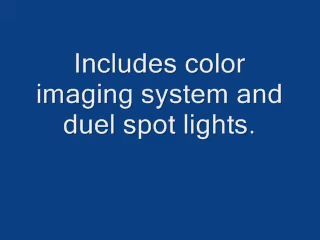 Includes color
imaging system and
duel spot lights.